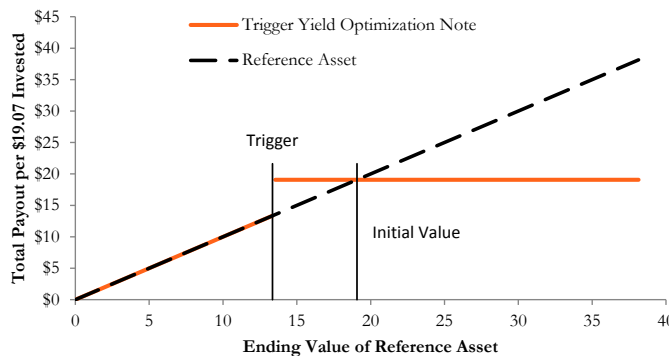 $45
$40
$35
$30
$25
$20
$15
$10
$5
$0
Total Payout per $19.07 Invested
Trigger Yield Optimization Note
Reference Asset
Trigger
Initial Value
0 5 10 15 20 25 30 35 40
Ending Value of Reference Asset